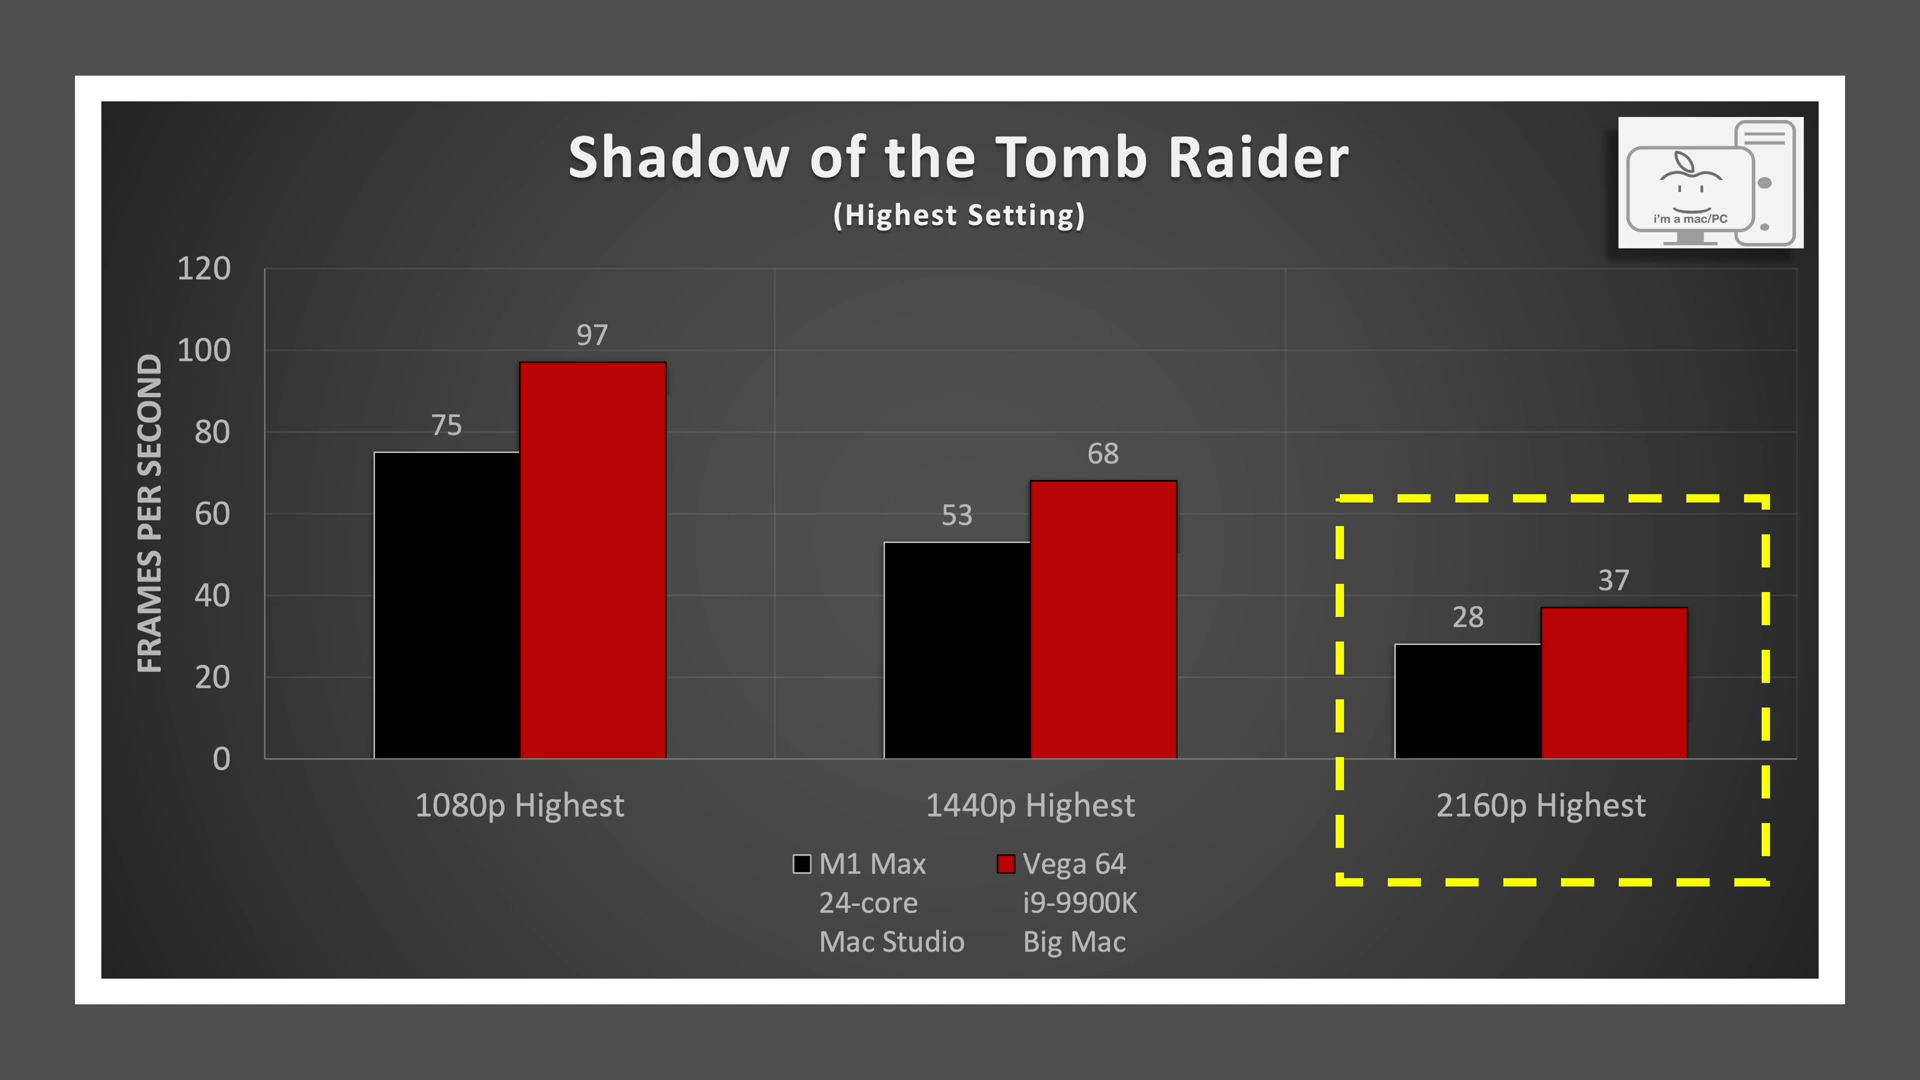 Shadow of the Tomb Raider
(Highest Setting)
i'm a mac/PC
FRAMES PER SECOND
120
100
80
60
40
20
0
75
97
53
68
28
37
1080p Highest
1440p Highest
2160p Highest
M1 Max
24-core
Mac Studio
Vega 64
i9-9900K
Big Mac